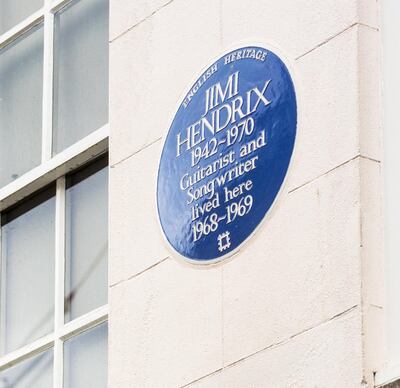 ENGLISH HERITAGE
JIMI
HENDRIX
1942~1970
Guitarist and
Songwriter
lived here
1968~1969